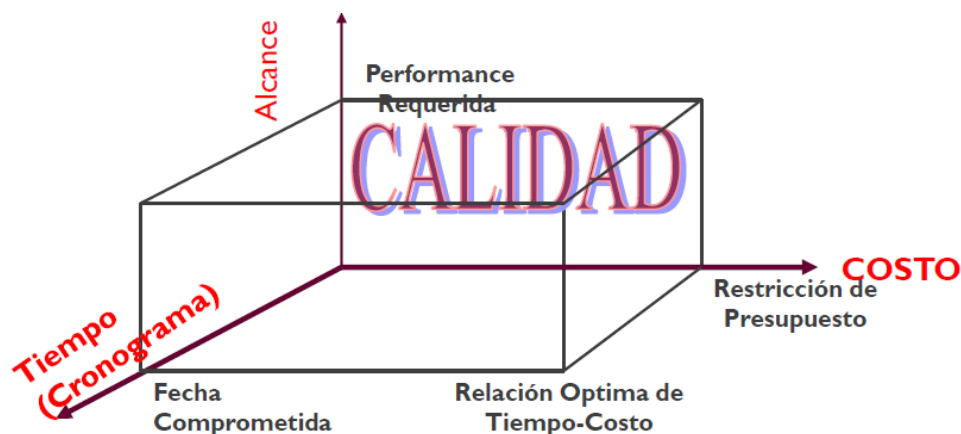 Alcance
Performance
Requerida
CALIDAD
COSTO
Restricción de
Presupuesto
Tiempo
(Cronograma)
Fecha
Comprometida
Relación Optima de
Tiempo-Costo